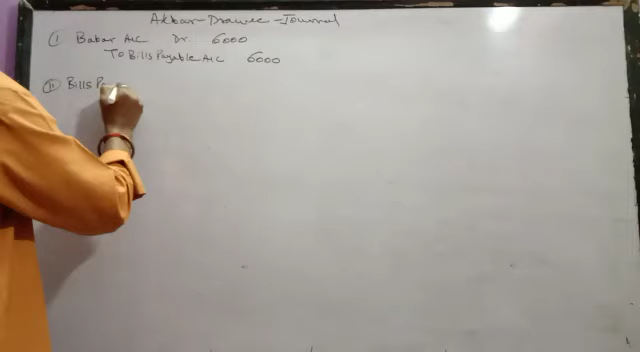 Akbar-Drawee-Journal
(I) Babar A/C Dr. 6000
To Bills Payable A/C 6000
(II) Bills P